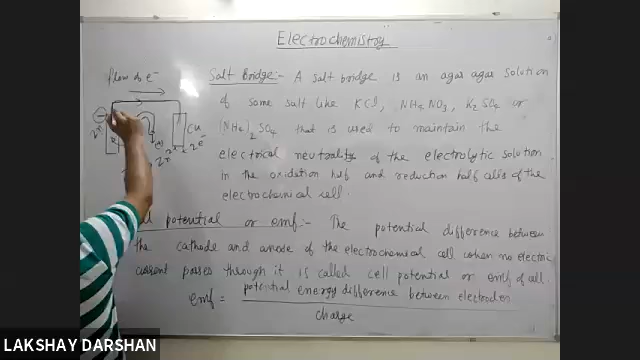 Electrochemistry
flow of e⁻
Salt Bridge:- A salt bridge is an agar agar solution
of some salt like KCl, NH₄NO₃, K₂SO₄ or
(NH₄)₂SO₄ that is used to maintain the
electrical neutrality of the electrolytic solution
in the oxidation half and reduction half cells of the
electrochemical cell.
Cu
2e⁻
potential or emf:- The potential difference between
the cathode and anode of the electrochemical cell when no electric
current passes through it is called cell potential or emf of cell.
emf = potential energy difference between electrodes
charge
LAKSHAY DARSHAN